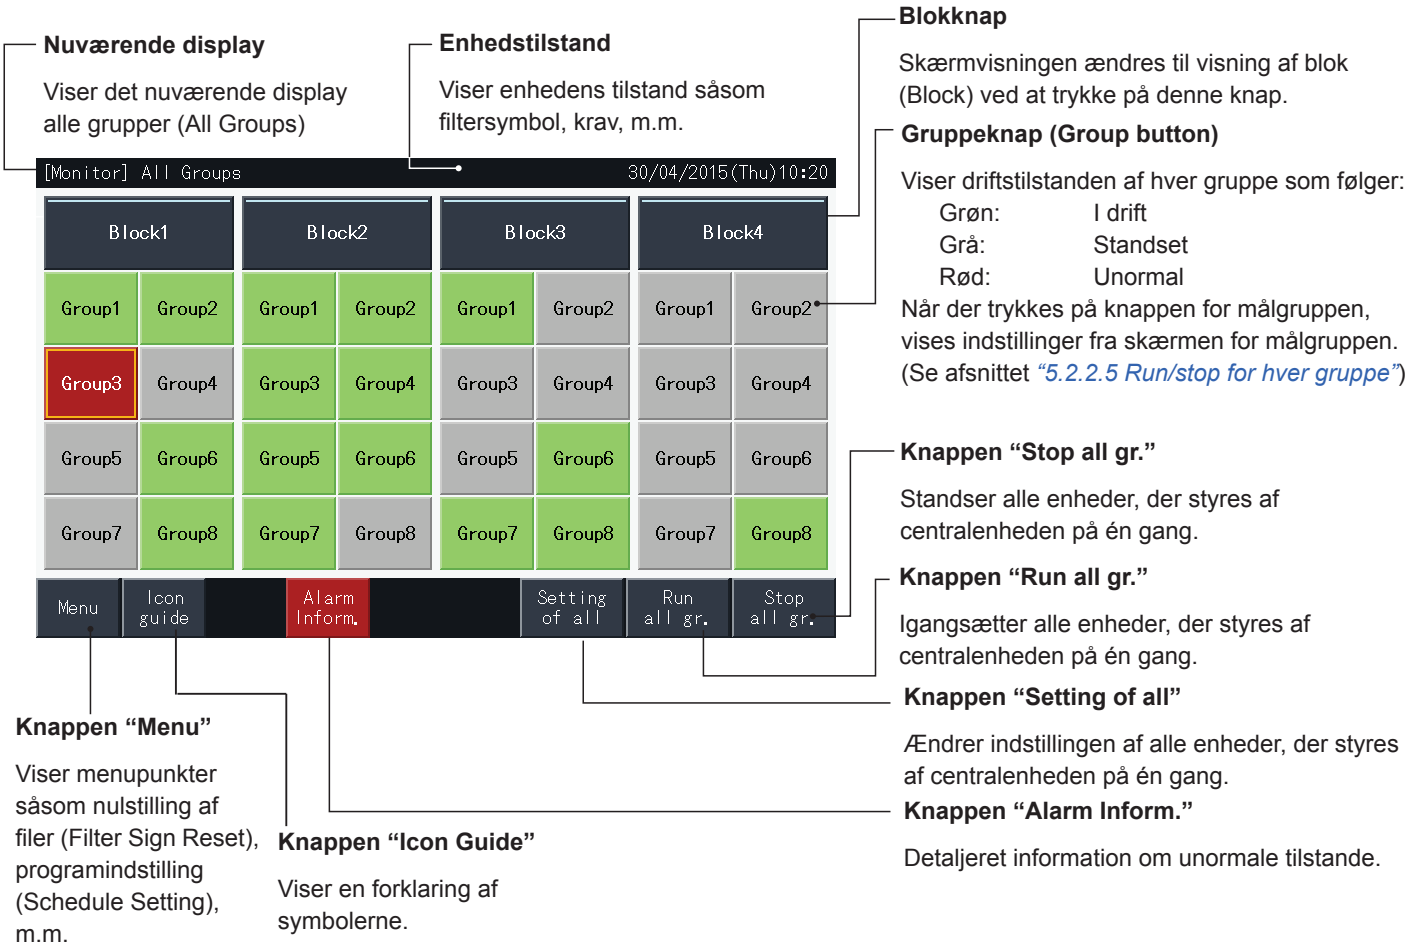 Nuværende display
Viser det nuværende display
alle grupper (All Groups)
Enhedstilstand
Viser enhedens tilstand såsom
filtersymbol, krav, m.m.
Blokknap
Skærmvisningen ændres til visning af blok
(Block) ved at trykke på denne knap.
Gruppeknap (Group button)
Viser driftstilstanden af hver gruppe som følger:
Grøn: I drift
Grå: Standset
Rød: Unormal
Når der trykkes på knappen for målgruppen,
vises indstillinger fra skærmen for målgruppen.
(Se afsnittet “5.2.2.5 Run/stop for hver gruppe”)
[Monitor] All Groups 30/04/2015(Thu)10:20
Block1 Block2 Block3 Block4
Group1 Group2 Group1 Group2 Group1 Group2 Group1 Group2
Group3 Group4 Group3 Group4 Group3 Group4 Group3 Group4
Group5 Group6 Group5 Group6 Group5 Group6 Group5 Group6
Group7 Group8 Group7 Group8 Group7 Group8 Group7 Group8
Menu Icon Alarm Setting Run Stop
guide Inform. of all all gr. all gr.
Knappen “Stop all gr.”
Standser alle enheder, der styres af
centralenheden på én gang.
Knappen “Run all gr.”
Igangsætter alle enheder, der styres af
centralenheden på én gang.
Knappen “Setting of all”
Ændrer indstillingen af alle enheder, der styres
af centralenheden på én gang.
Knappen “Alarm Inform.”
Detaljeret information om unormale tilstande.
Knappen “Menu”
Viser menupunkter
såsom nulstilling af
filer (Filter Sign Reset),
programindstilling
(Schedule Setting),
m.m.
Knappen “Icon Guide”
Viser en forklaring af
symbolerne.